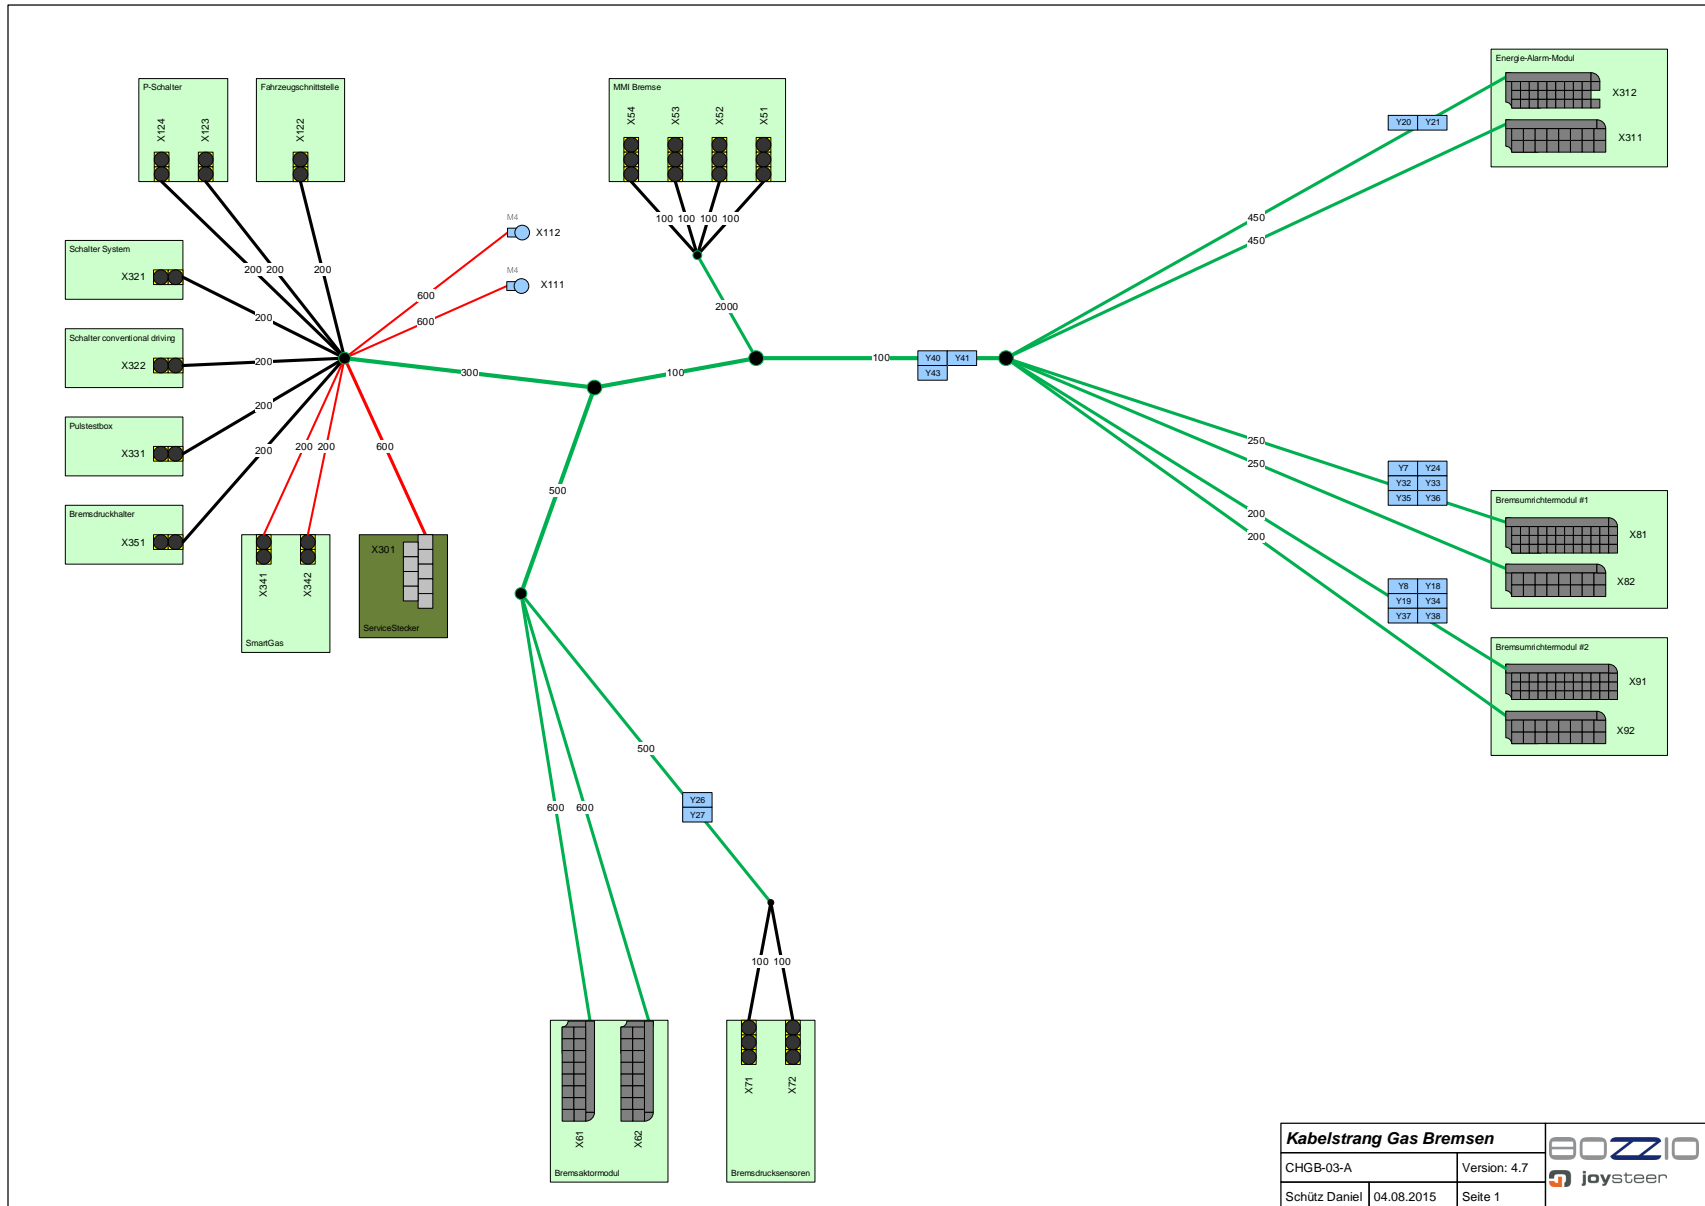 P-Schalter
X124
X123
Fahrzeugschnittstelle
X122
MMI Bremse
X54
X53
X52
X51
Energie-Alarm-Modul
X312
X311
Y20 Y21
M4
X112
M4
X111
100 100 100 100
450
450
Schalter System
X321
200 200
200
600
600
2000
200
Schalter conventional driving
X322
200
300
100
100
Y40 Y41
Y43
200
Pulstestbox
X331
200
200 200
600
250
250
Y7 Y24
Y32 Y33
Y35 Y36
Bremsdruckhalter
X351
500
200
200
Bremsumrichtermodul #1
X81
X82
X341
X342
SmartGas
X301
ServiceStecker
Y8 Y18
Y19 Y34
Y37 Y38
Bremsumrichtermodul #2
X91
X92
500
600 600
Y26
Y27
100 100
X61
X62
Bremsaktormodul
X71
X72
Bremsdrucksensoren
Kabelstrang Gas Bremsen
CHGB-03-A
Version: 4.7
Schütz Daniel
04.08.2015
Seite 1
BOZZIO
joysteer